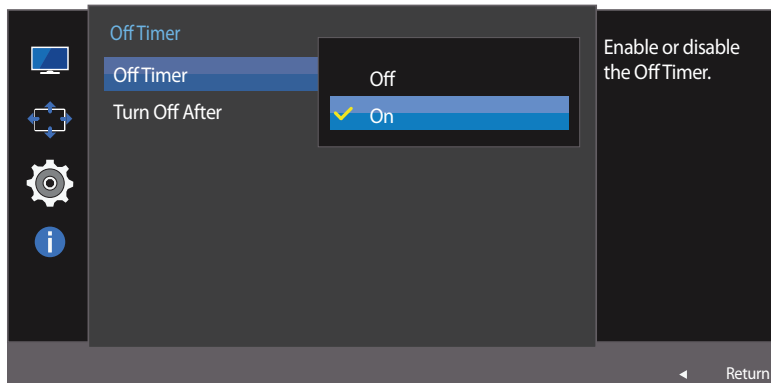 Off Timer
Off Timer
Turn Off After
Off
On
Enable or disable
the Off Timer.
Return